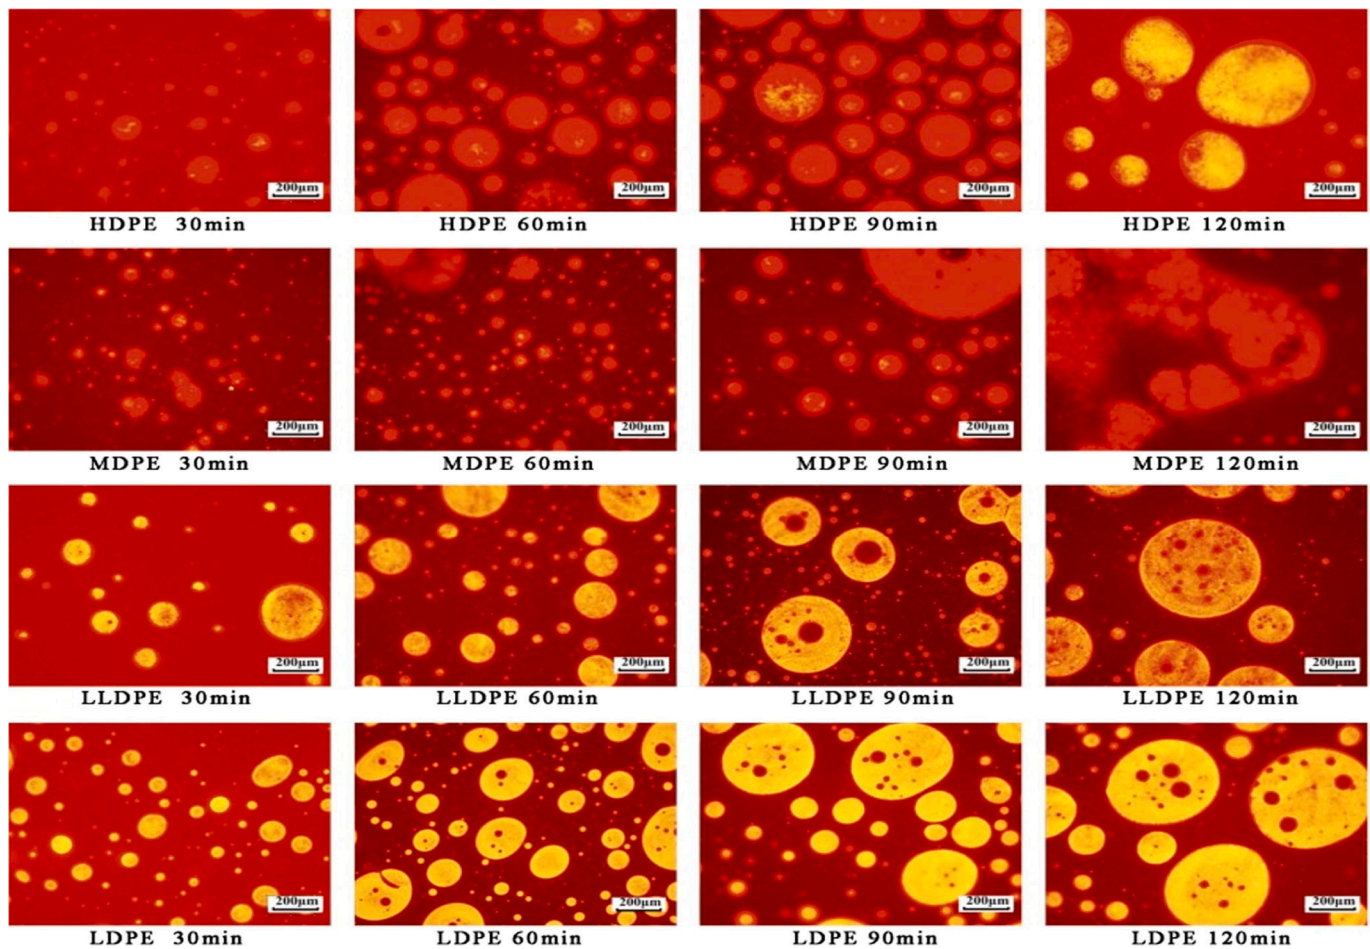 200μm 200μm 200μm 200μm
HDPE 30min HDPE 60min HDPE 90min HDPE 120min
200μm 200μm 200μm 200μm
MDPE 30min MDPE 60min MDPE 90min MDPE 120min
200μm 200μm 200μm 200μm
LLDPE 30min LLDPE 60min LLDPE 90min LLDPE 120min
200μm 200μm 200μm 200μm
LDPE 30min LDPE 60min LDPE 90min LDPE 120min